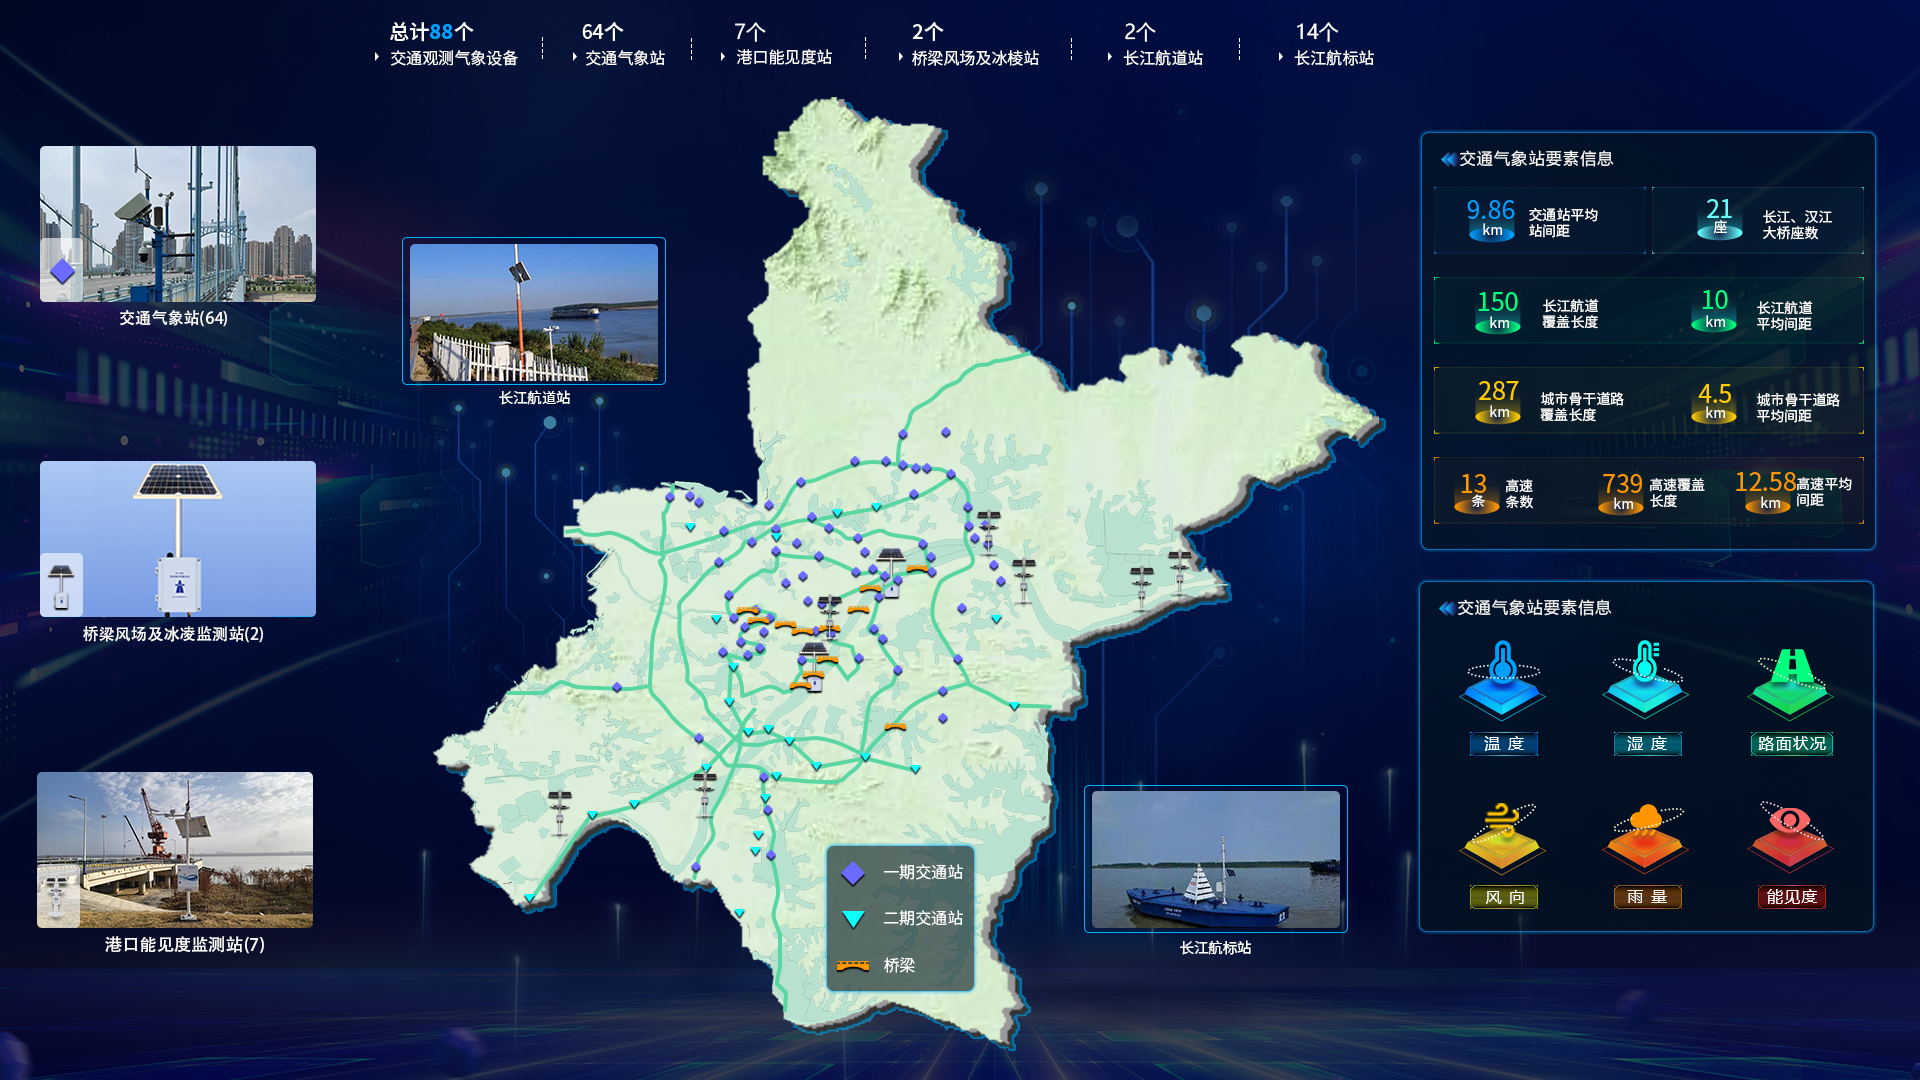 总计88个
交通观测气象设备
64个
交通气象站
7个
港口能见度站
2个
桥梁风场及冰棱站
2个
长江航道站
14个
长江航标站
交通气象站(64)
桥梁风场及冰凌监测站(2)
港口能见度监测站(7)
长江航道站
长江航标站
一期交通站
二期交通站
桥梁
交通气象站要素信息
9.86
km
交通站平均
站间距
21
座
长江、汉江
大桥座数
150
km
长江航道
覆盖长度
10
km
长江航道
平均间距
287
km
城市骨干道路
覆盖长度
4.5
km
城市骨干道路
平均间距
13
条
高速
条数
739
km
高速覆盖
长度
12.58
km
高速平均
间距
交通气象站要素信息
温 度
湿 度
路面状况
风 向
雨 量
能见度